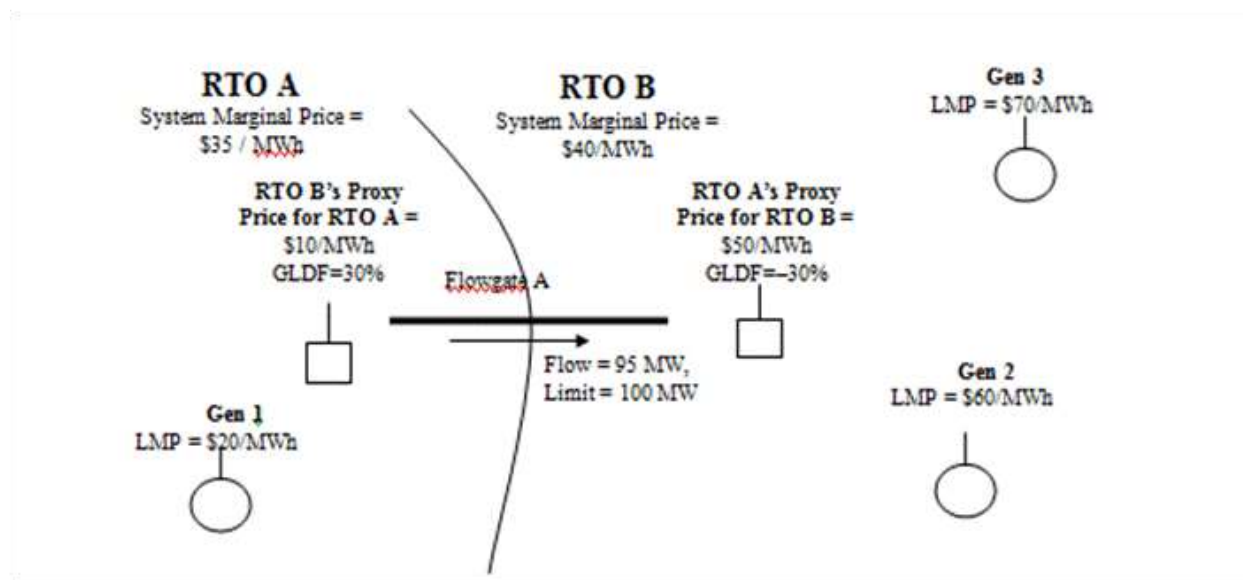 RTO A
System Marginal Price =
$35 / MWh
RTO B's Proxy
Price for RTO A =
$10/MWh
GLDF=30%
Flowgate A
Gen 1
LMP = $20/MWh
RTO B
System Marginal Price =
$40/MWh
RTO A's Proxy
Price for RTO B =
$50/MWh
GLDF=–30%
Flow = 95 MW,
Limit = 100 MW
Gen 3
LMP = $70/MWh
Gen 2
LMP = $60/MWh